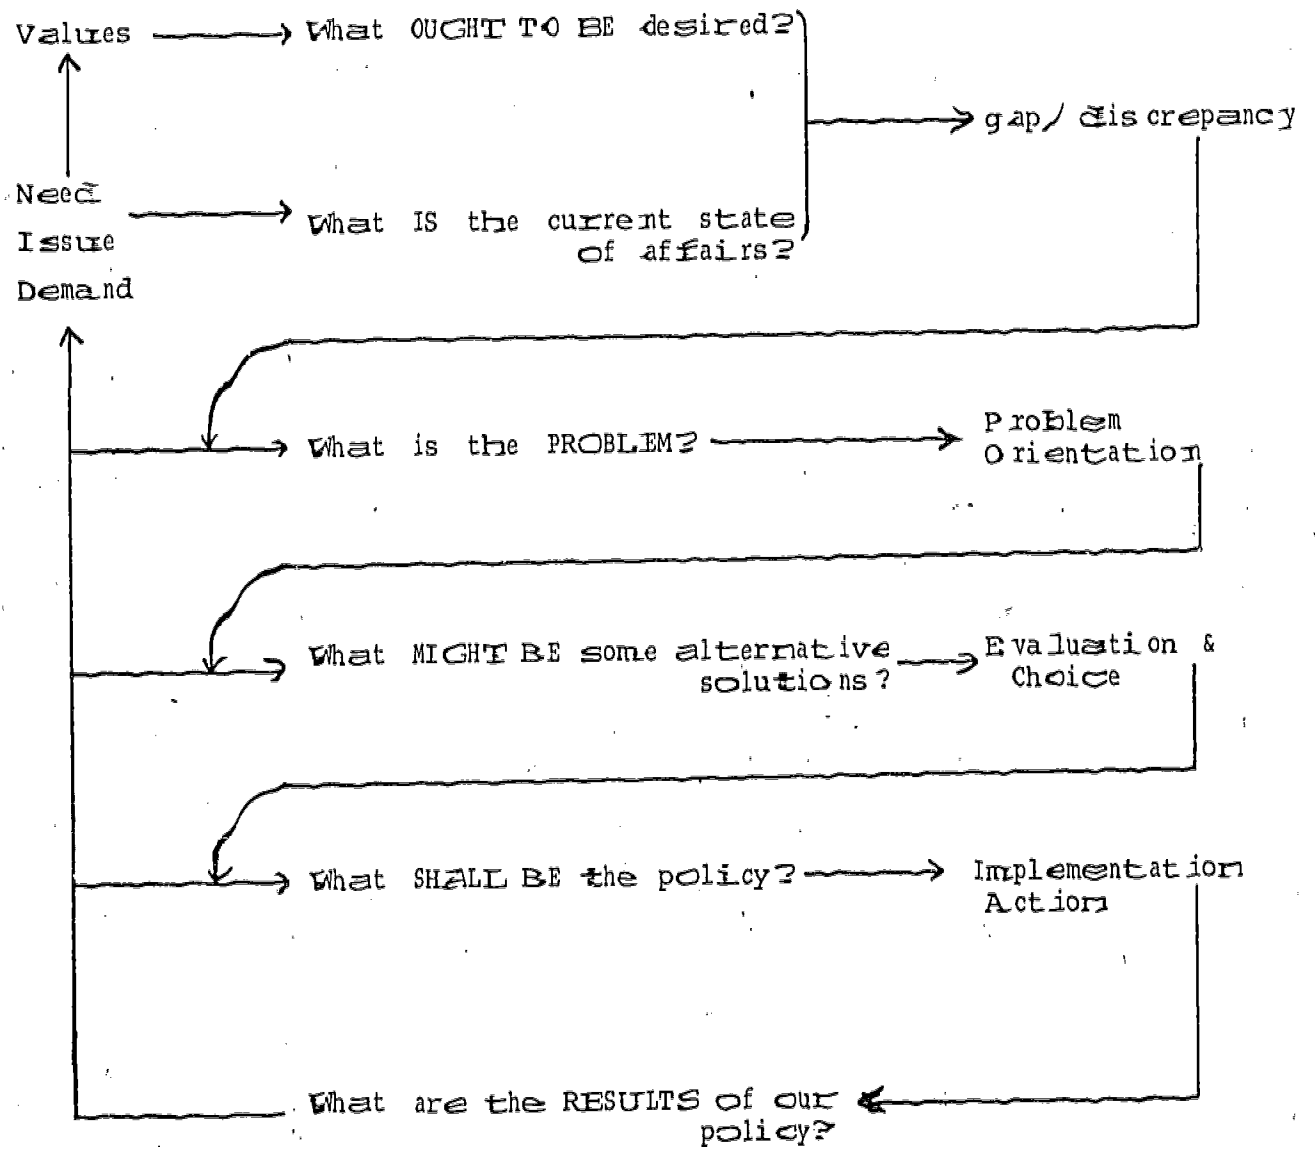 Values
What OUGHT TO BE desired?
gap/discrepancy
Need
Issue
Demand
What IS the current state
of affairs?
What is the PROBLEM?
Problem
Orientation
What MIGHT BE some alternative
solutions?
Evaluation &
Choice
What SHALL BE the policy?
Implementation
Action
What are the RESULTS of our
policy?